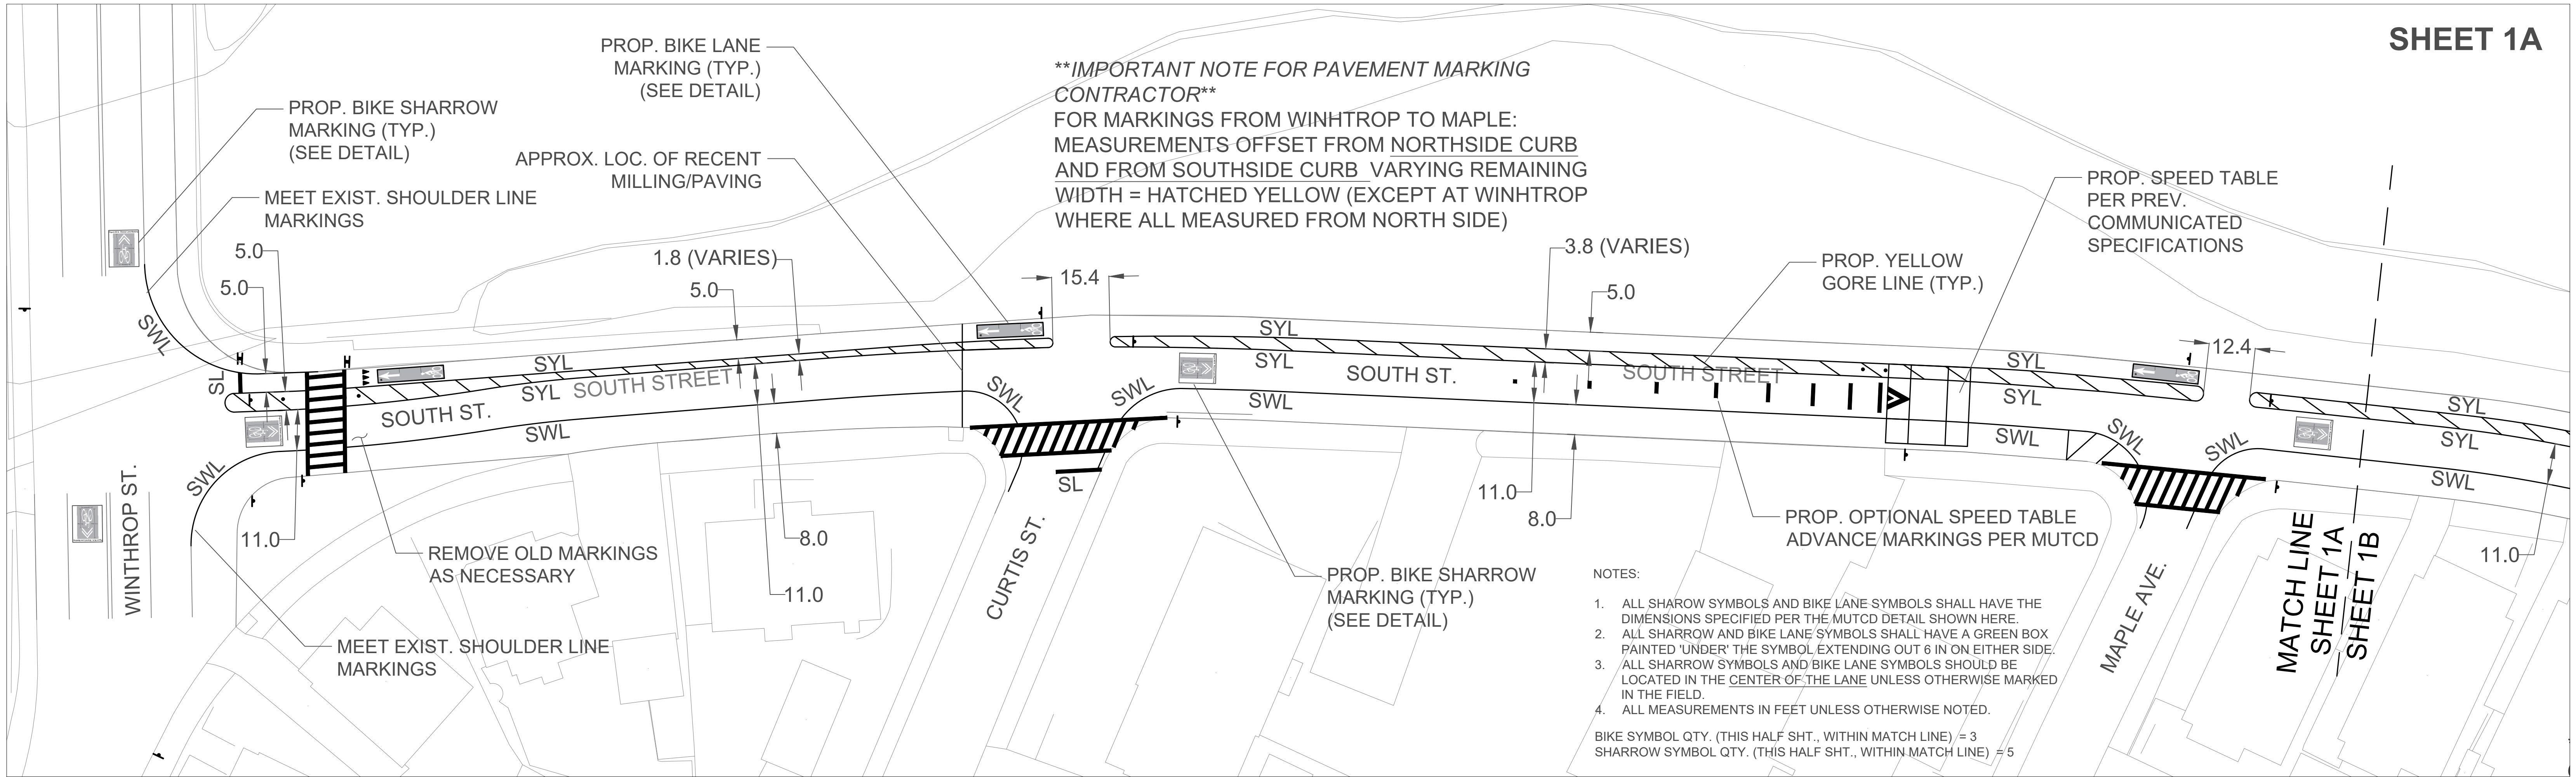 SHEET 1A
PROP. BIKE LANE
MARKING (TYP.)
(SEE DETAIL)
**IMPORTANT NOTE FOR PAVEMENT MARKING
CONTRACTOR**
FOR MARKINGS FROM WINHTROP TO MAPLE:
MEASUREMENTS OFFSET FROM NORTHSIDE CURB
AND FROM SOUTHSIDE CURB VARYING REMAINING
WIDTH = HATCHED YELLOW (EXCEPT AT WINHTROP
WHERE ALL MEASURED FROM NORTH SIDE)
PROP. BIKE SHARROW
MARKING (TYP.)
(SEE DETAIL)
APPROX. LOC. OF RECENT
MILLING/PAVING
MEET EXIST. SHOULDER LINE
MARKINGS
PROP. SPEED TABLE
PER PREV.
COMMUNICATED
SPECIFICATIONS
5.0
5.0
1.8 (VARIES)
5.0
15.4
3.8 (VARIES)
5.0
PROP. YELLOW
GORE LINE (TYP.)
12.4
SWL
SL
SYL
SYL
SOUTH STREET
SOUTH ST.
SWL
SWL
SWL
SWL
SYL
SYL
SOUTH ST.
SOUTH STREET
SWL
SYL
SYL
SWL
SWL
SWL
SYL
SYL
SWL
SL
11.0
8.0
11.0
11.0
8.0
11.0
WINTHROP ST.
CURTIS ST.
MAPLE AVE.
REMOVE OLD MARKINGS
AS NECESSARY
MEET EXIST. SHOULDER LINE
MARKINGS
PROP. BIKE SHARROW
MARKING (TYP.)
(SEE DETAIL)
PROP. OPTIONAL SPEED TABLE
ADVANCE MARKINGS PER MUTCD
MATCH LINE
SHEET 1A
SHEET 1B
NOTES:
1. ALL SHAROW SYMBOLS AND BIKE LANE SYMBOLS SHALL HAVE THE
DIMENSIONS SPECIFIED PER THE MUTCD DETAIL SHOWN HERE.
2. ALL SHARROW AND BIKE LANE SYMBOLS SHALL HAVE A GREEN BOX
PAINTED 'UNDER' THE SYMBOL EXTENDING OUT 6 IN ON EITHER SIDE.
3. ALL SHARROW SYMBOLS AND BIKE LANE SYMBOLS SHOULD BE
LOCATED IN THE CENTER OF THE LANE UNLESS OTHERWISE MARKED
IN THE FIELD.
4. ALL MEASUREMENTS IN FEET UNLESS OTHERWISE NOTED.
BIKE SYMBOL QTY. (THIS HALF SHT., WITHIN MATCH LINE) = 3
SHARROW SYMBOL QTY. (THIS HALF SHT., WITHIN MATCH LINE) = 5